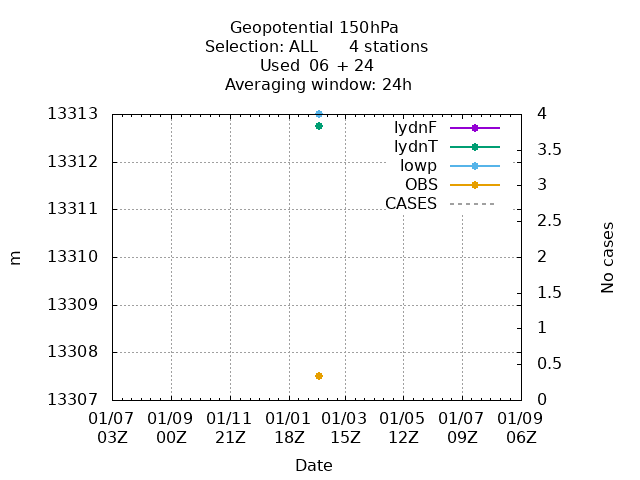 Geopotential 150hPa
Selection: ALL 4 stations
Used 06 + 24
Averaging window: 24h
13313
13312
13311
13310
13309
13308
13307
m
4
3.5
3
2.5
2
1.5
1
0.5
0
No cases
lydnF
lydnT
lowp
OBS
CASES
01/07 01/09 01/11 01/01 01/03 01/05 01/07 01/09
03Z 00Z 21Z 18Z 15Z 12Z 09Z 06Z
Date